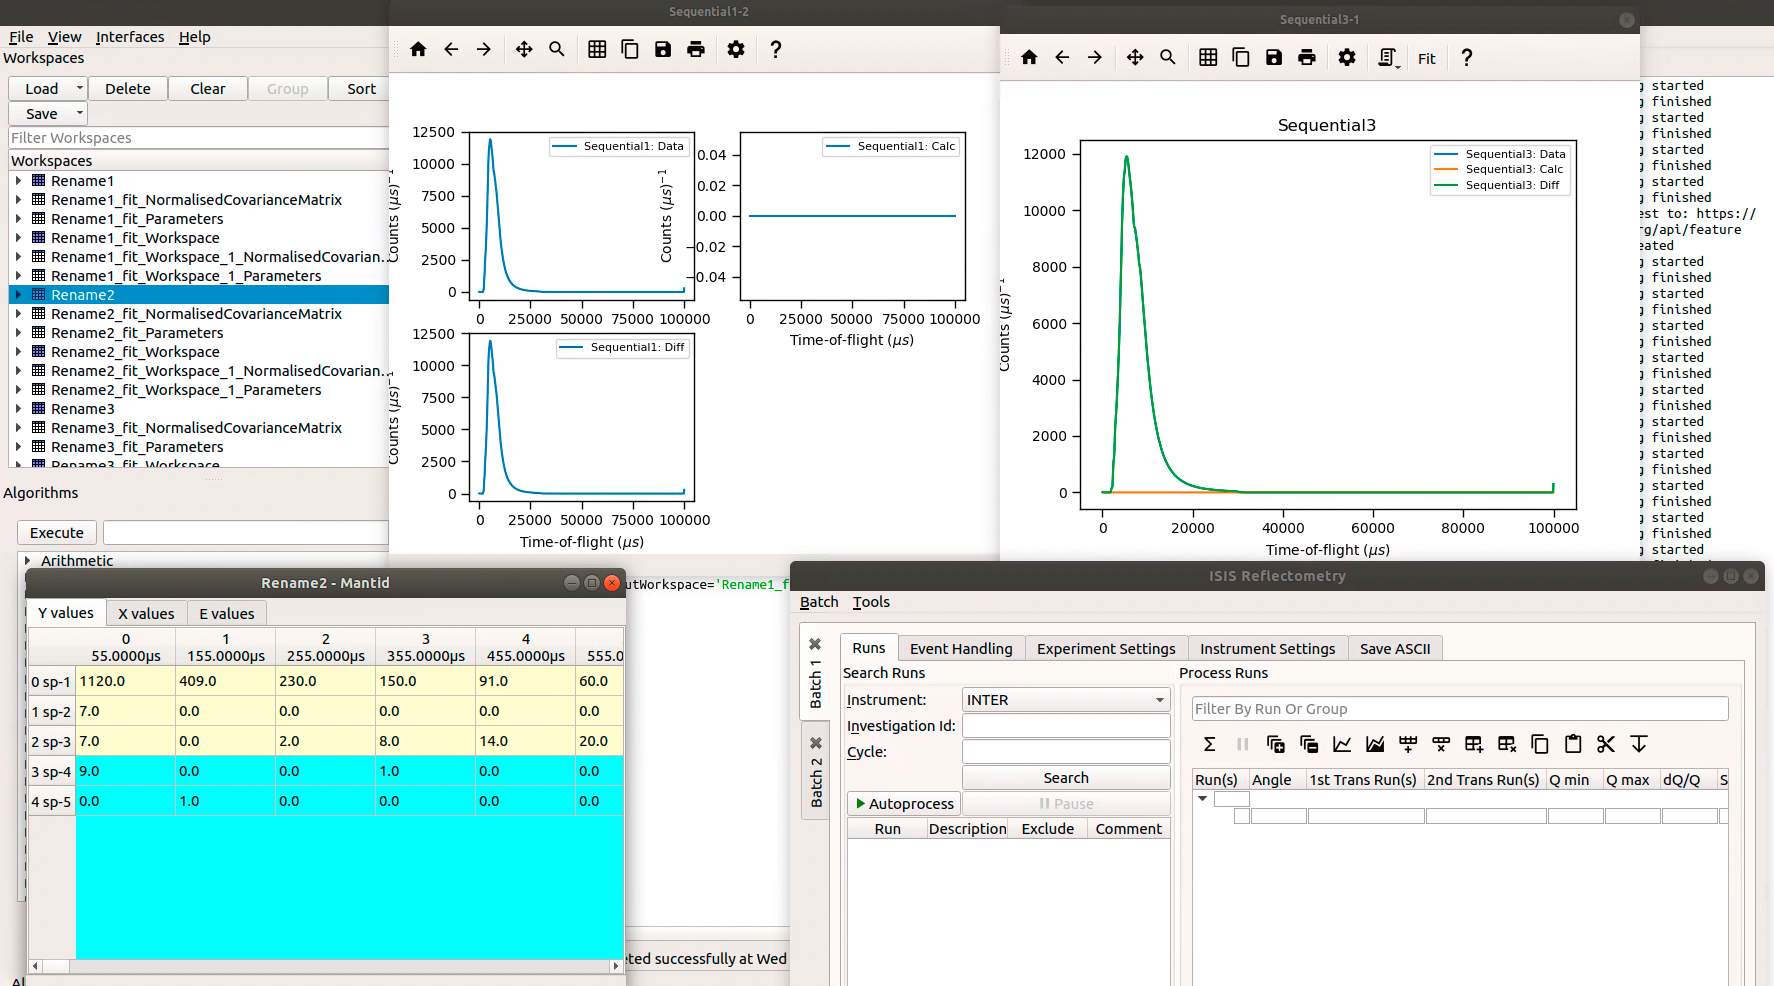 File View Interfaces Help
Workspaces
Load Delete Clear Group Sort
Save
Filter Workspaces
Workspaces
Rename1
Rename1_fit_NormalisedCovarianceMatrix
Rename1_fit_Parameters
Rename1_fit_Workspace
Rename1_fit_Workspace_1_NormalisedCovarian...
Rename1_fit_Workspace_1_Parameters
Rename2
Rename2_fit_NormalisedCovarianceMatrix
Rename2_fit_Parameters
Rename2_fit_Workspace
Rename2_fit_Workspace_1_NormalisedCovarian...
Rename2_fit_Workspace_1_Parameters
Rename3
Rename3_fit_NormalisedCovarianceMatrix
Rename3_fit_Parameters
Rename3_fit_Workspace
Algorithms
Execute
Arithmetic
Sequential1-2
?
12500
10000
7500
5000
2500
0
Counts (µs)⁻¹
Sequential1: Data
0 25000 50000 75000 100000
0.04
0.02
0.00
−0.02
−0.04
Counts (µs)⁻¹
Sequential1: Calc
0 25000 50000 75000 100000
Time-of-flight (µs)
12500
10000
7500
5000
2500
0
Counts (µs)⁻¹
Sequential1: Diff
0 25000 50000 75000 100000
Time-of-flight (µs)
Sequential3-1
Fit ?
Sequential3
12000
10000
8000
6000
4000
2000
0
Counts (µs)⁻¹
Sequential3: Data
Sequential3: Calc
Sequential3: Diff
0 20000 40000 60000 80000 100000
Time-of-flight (µs)
g started
g finished
g started
g finished
g started
g finished
g started
g finished
est to: https://
rg/api/feature
eated
g started
g finished
g started
g finished
g started
g finished
g started
g finished
g started
g finished
g started
g finished
g started
g finished
g started
g finished
g started
g finished
g started
utWorkspace='Rename1_f
Rename2 - Mantid
Y values X values E values
0 1 2 3 4
55.0000µs 155.0000µs 255.0000µs 355.0000µs 455.0000µs 555.0
0 sp-1 1120.0 409.0 230.0 150.0 91.0 60.0
1 sp-2 7.0 0.0 0.0 0.0 0.0 0.0
2 sp-3 7.0 0.0 2.0 8.0 14.0 20.0
3 sp-4 9.0 0.0 0.0 1.0 0.0 0.0
4 sp-5 0.0 1.0 0.0 0.0 0.0 0.0
eted successfully at Wed
Al
ISIS Reflectometry
Batch Tools
Batch 1
Batch 2
Runs Event Handling Experiment Settings Instrument Settings Save ASCII
Search Runs
Instrument: INTER
Investigation Id:
Cycle:
Search
Autoprocess Pause
Run Description Exclude Comment
Process Runs
Filter By Run Or Group
Σ
Run(s) Angle 1st Trans Run(s) 2nd Trans Run(s) Q min Q max dQ/Q S